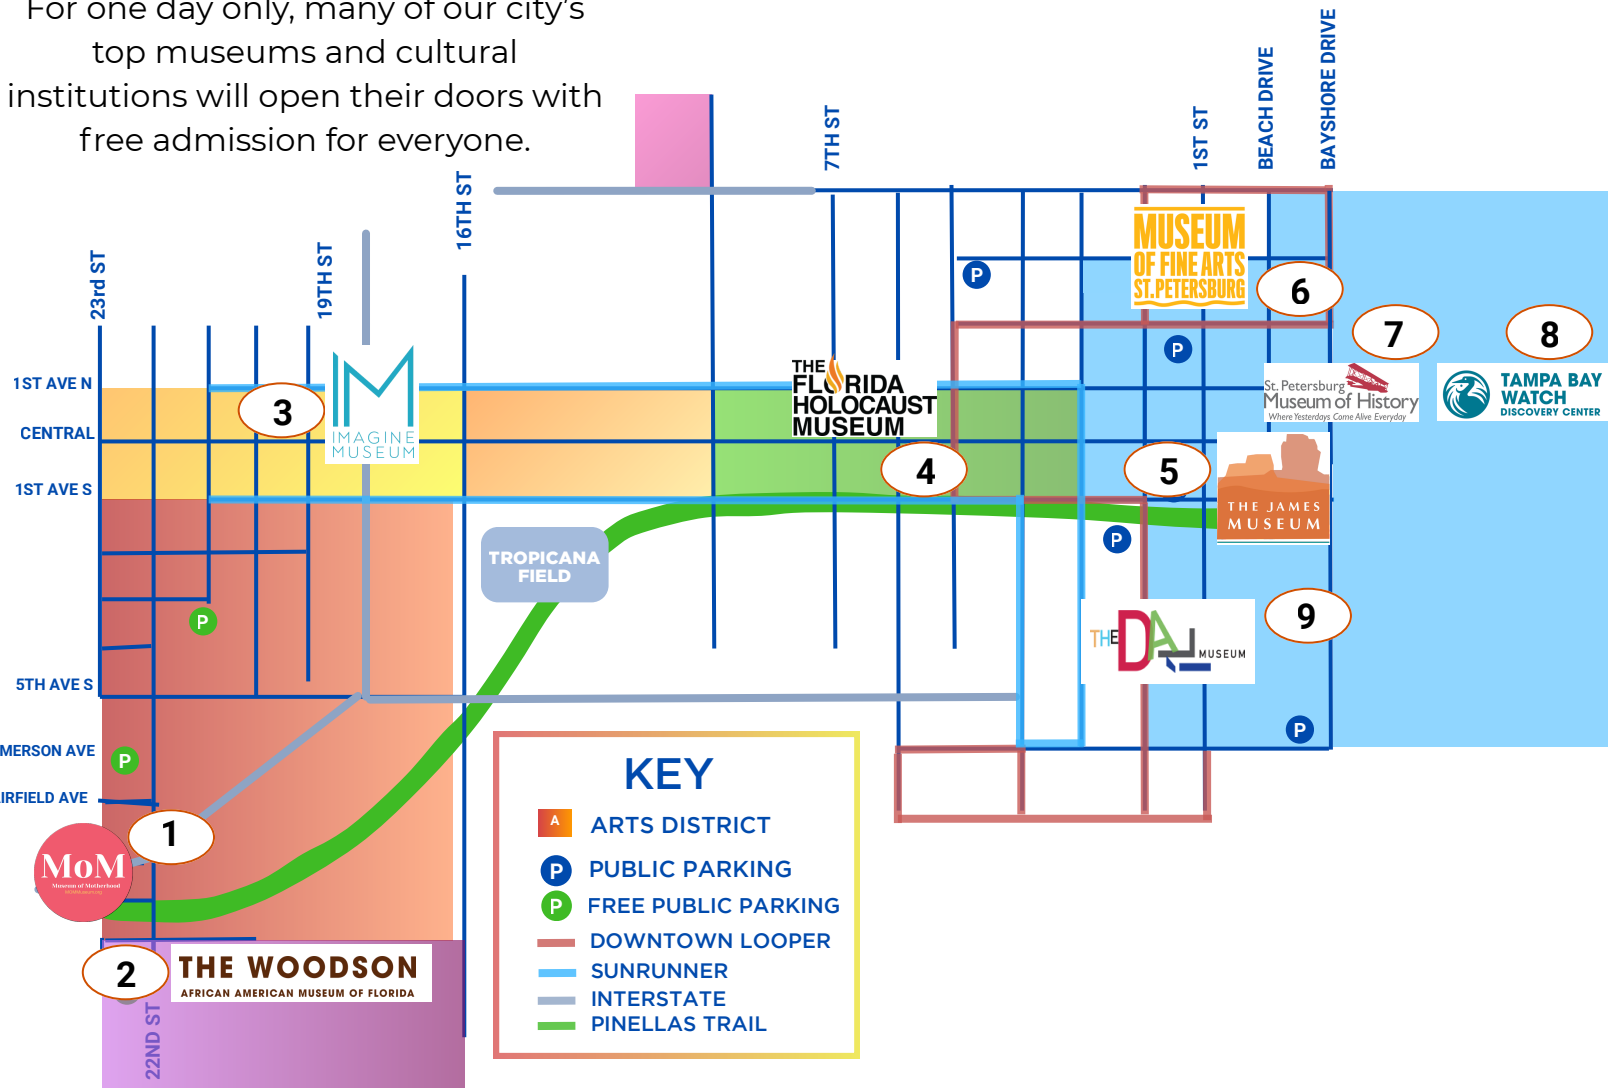 For one day only, many of our city's
top museums and cultural
institutions will open their doors with
free admission for everyone.
23rd ST
19TH ST
16TH ST
7TH ST
1ST ST
BEACH DRIVE
BAYSHORE DRIVE
1ST AVE N
CENTRAL
1ST AVE S
5TH AVE S
MERSON AVE
IRFIELD AVE
22ND ST
3
IMAGINE
MUSEUM
THE
FLORIDA
HOLOCAUST
MUSEUM
4
MUSEUM
OF FINE ARTS
ST.PETERSBURG
6
7
8
P
P
St. Petersburg
Museum of History
Where Yesterdays Come Alive Everyday
TAMPA BAY
WATCH
DISCOVERY CENTER
5
THE JAMES
MUSEUM
P
TROPICANA
FIELD
THE DALI MUSEUM
9
P
P
P
1
MoM
Museum of Motherhood
2
THE WOODSON
AFRICAN AMERICAN MUSEUM OF FLORIDA
KEY
A ARTS DISTRICT
P PUBLIC PARKING
P FREE PUBLIC PARKING
DOWNTOWN LOOPER
SUNRUNNER
INTERSTATE
PINELLAS TRAIL